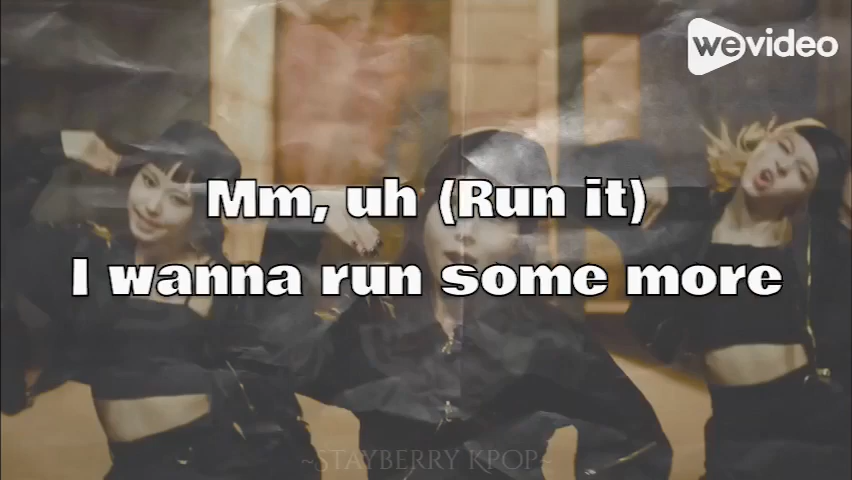 wevideo
Mm, uh (Run it)
I wanna run some more
~STAYBERRY KPOP~